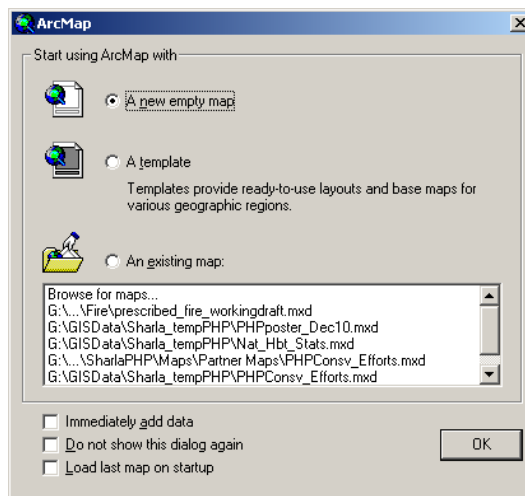 ArcMap
Start using ArcMap with
A new empty map
A template
Templates provide ready-to-use layouts and base maps for
various geographic regions.
An existing map:
Browse for maps...
G:\...\Fire\prescribed_fire_workingdraft.mxd
G:\GISData\Sharla_tempPHP\PHPposter_Dec10.mxd
G:\GISData\Sharla_tempPHP\Nat_Hbt_Stats.mxd
G:\...\SharlaPHP\Maps\Partner Maps\PHPConsv_Efforts.mxd
G:\GISData\Sharla_tempPHP\PHPConsv_Efforts.mxd
Immediately add data
Do not show this dialog again
Load last map on startup
OK